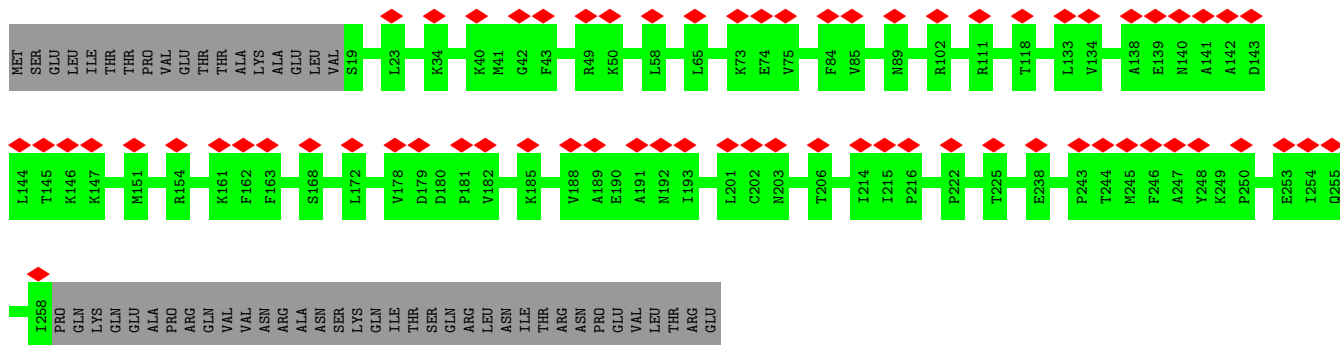 MET SER GLU LEU ILE THR THR PRO VAL GLU THR THR ALA LYS ALA GLU LEU VAL S19 L23 K34 K40 M41 G42 F43 R49 K50 L58 L65 K73 E74 V75 F84 V85 N89 R102 R111 T118 L133 V134 A138 E139 N140 A141 A142 D143
L144 T145 K146 K147 M151 R154 K161 F162 F163 S168 L172 V178 D179 D180 P181 V182 K185 V188 A189 E190 A191 N192 I193 L201 C202 N203 T206 I214 I215 P216 P222 T225 E238 P243 T244 M245 F246 A247 Y248 K249 P250 E253 I254 Q255
I258 PRO GLN LYS GLN GLU ALA PRO ARG GLN VAL VAL ASN ARG ALA ASN SER LYS GLN ILE THR SER GLN ARG LEU ASN ILE THR ARG ASN PRO GLU VAL LEU THR ARG GLU